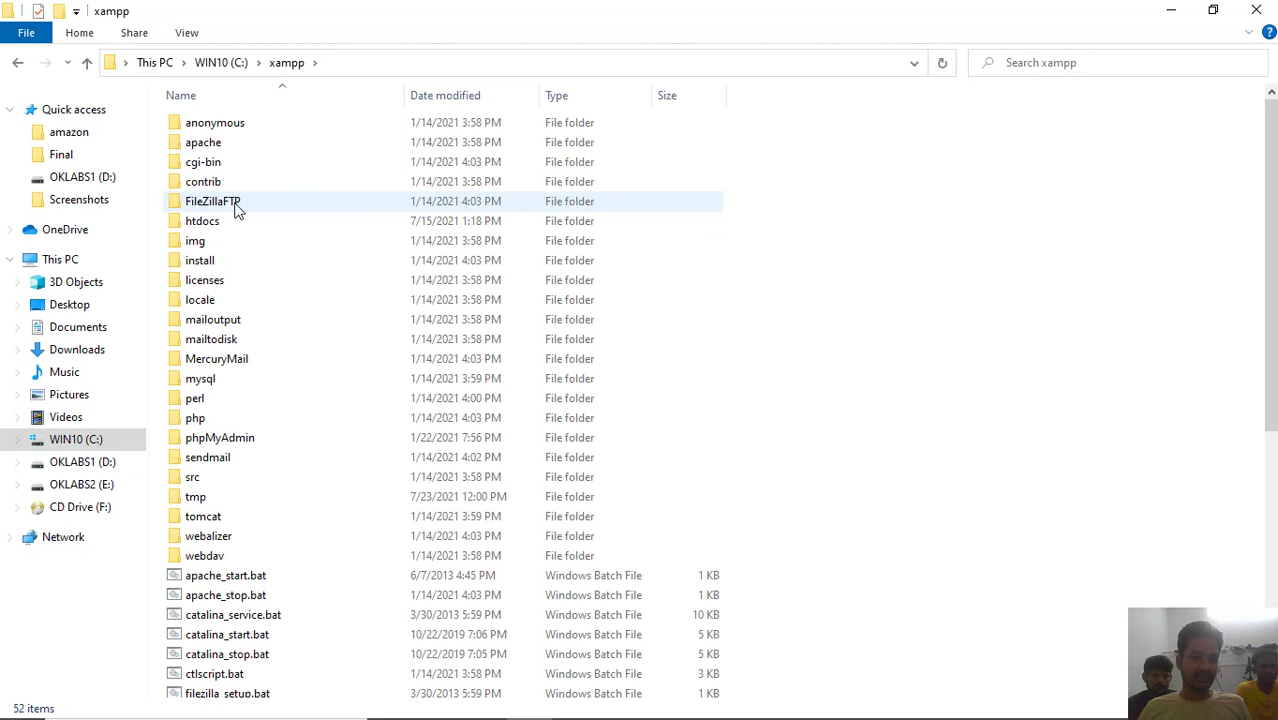 xampp
File Home Share View
This PC WIN10 (C:) xampp Search xampp
Name Date modified Type Size
Quick access
amazon
Final
OKLABS1 (D:)
Screenshots
OneDrive
This PC
3D Objects
Desktop
Documents
Downloads
Music
Pictures
Videos
WIN10 (C:)
OKLABS1 (D:)
OKLABS2 (E:)
CD Drive (F:)
Network
anonymous 1/14/2021 3:58 PM File folder
apache 1/14/2021 3:58 PM File folder
cgi-bin 1/14/2021 4:03 PM File folder
contrib 1/14/2021 3:58 PM File folder
FileZillaFTP 1/14/2021 4:03 PM File folder
htdocs 7/15/2021 1:18 PM File folder
img 1/14/2021 3:58 PM File folder
install 1/14/2021 4:03 PM File folder
licenses 1/14/2021 3:58 PM File folder
locale 1/14/2021 3:58 PM File folder
mailoutput 1/14/2021 3:58 PM File folder
mailtodisk 1/14/2021 3:58 PM File folder
MercuryMail 1/14/2021 4:03 PM File folder
mysql 1/14/2021 3:59 PM File folder
perl 1/14/2021 4:00 PM File folder
php 1/14/2021 4:03 PM File folder
phpMyAdmin 1/22/2021 7:56 PM File folder
sendmail 1/14/2021 4:02 PM File folder
src 1/14/2021 3:58 PM File folder
tmp 7/23/2021 12:00 PM File folder
tomcat 1/14/2021 3:59 PM File folder
webalizer 1/14/2021 4:03 PM File folder
webdav 1/14/2021 3:58 PM File folder
apache_start.bat 6/7/2013 4:45 PM Windows Batch File 1 KB
apache_stop.bat 1/14/2021 4:03 PM Windows Batch File 1 KB
catalina_service.bat 3/30/2013 5:59 PM Windows Batch File 10 KB
catalina_start.bat 10/22/2019 7:06 PM Windows Batch File 5 KB
catalina_stop.bat 10/22/2019 7:05 PM Windows Batch File 5 KB
ctlscript.bat 1/14/2021 3:58 PM Windows Batch File 3 KB
filezilla_setup.bat 3/30/2013 5:59 PM Windows Batch File 1 KB
52 items